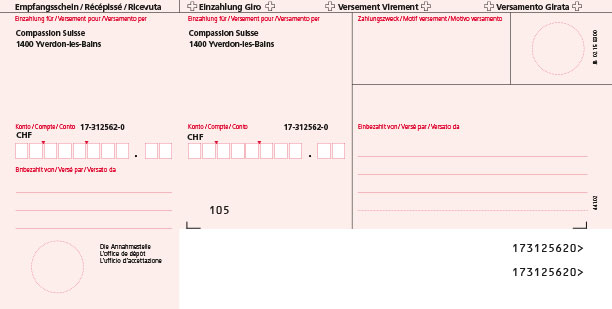 Empfangsschein / Récépissé / Ricevuta
Einzahlung für / Versement pour / Versamento per
Compassion Suisse
1400 Yverdon-les-Bains
Konto / Compte / Conto 17-312562-0
CHF
.
Einbezahlt von / Versé par / Versato da
Die Annahmestelle
L'office de dépôt
L'ufficio d'accettazione
Einzahlung Giro
Versement Virement
Versamento Girata
Einzahlung für / Versement pour / Versamento per
Compassion Suisse
1400 Yverdon-les-Bains
Konto / Compte / Conto 17-312562-0
CHF
.
105
Zahlungszweck / Motif versement / Motivo versamento
Einbezahlt von / Versé par / Versato da
441.02
173125620>
173125620>